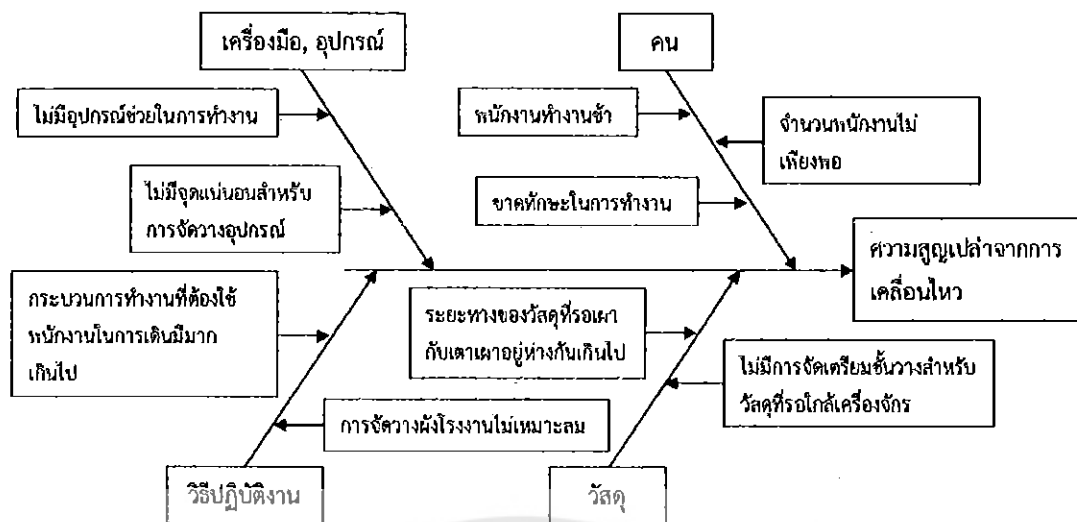 เครื่องมือ, อุปกรณ์
คน
ไม่มีอุปกรณ์ช่วยในการทำงาน
พนักงานทำงานช้า
จำนวนพนักงานไม่
เพียงพอ
ไม่มีจุดแน่นอนสำหรับ
การจัดวางอุปกรณ์
ขาดทักษะในการทำงาน
ความสูญเปล่าจากการ
เคลื่อนไหว
กระบวนการทำงานที่ต้องใช้
พนักงานในการเดินมีมาก
เกินไป
ระยะทางของวัสดุที่รอเผา
กับเตาเผาอยู่ห่างกันเกินไป
ไม่มีการจัดเตรียมชั้นวางสำหรับ
วัสดุที่รอใกล้เครื่องจักร
การจัดวางผังโรงงานไม่เหมาะสม
วิธีปฏิบัติงาน
วัสดุ